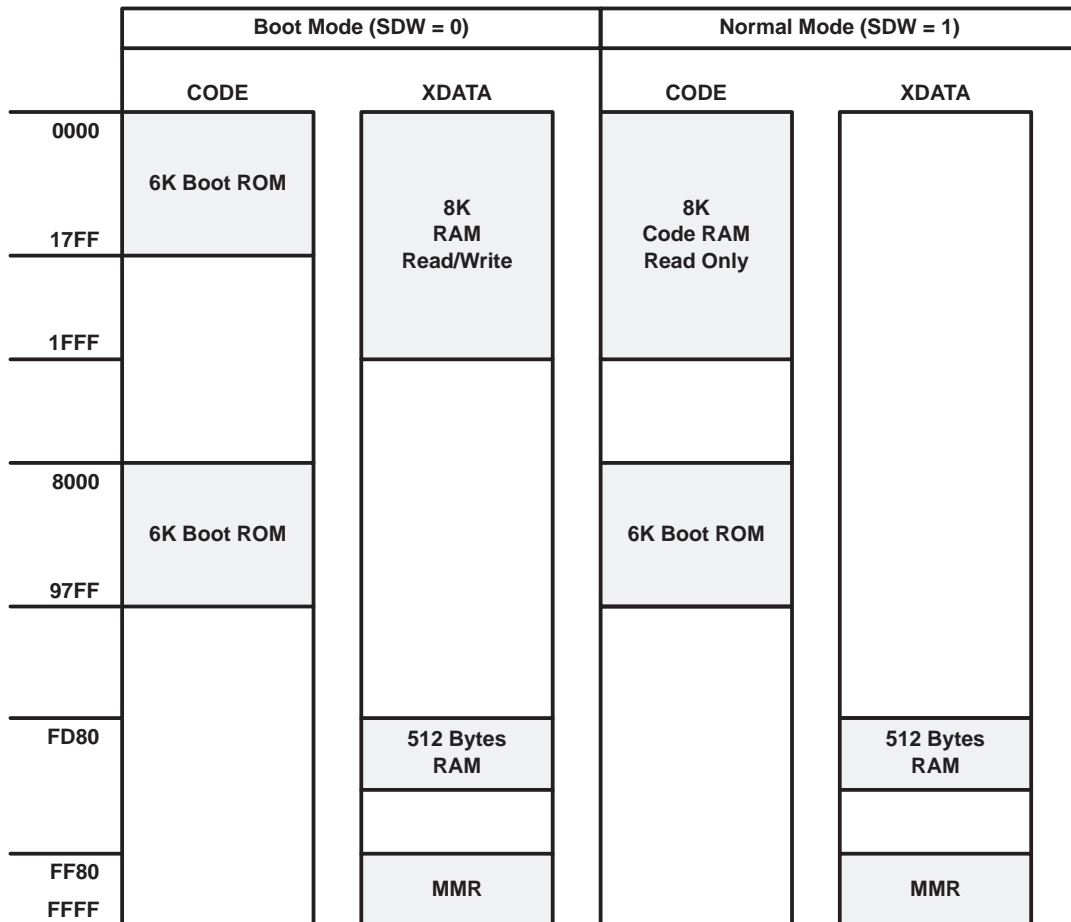 Boot Mode (SDW = 0)
Normal Mode (SDW = 1)
CODE
XDATA
CODE
XDATA
0000
6K Boot ROM
17FF
8K
RAM
Read/Write
8K
Code RAM
Read Only
1FFF
8000
6K Boot ROM
6K Boot ROM
97FF
FD80
512 Bytes
RAM
512 Bytes
RAM
FF80
MMR
MMR
FFFF